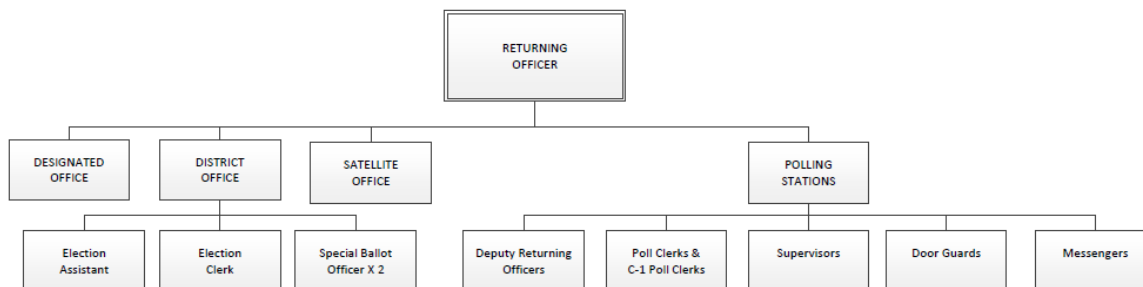 RETURNING
OFFICER
DESIGNATED
OFFICE
DISTRICT
OFFICE
SATELLITE
OFFICE
POLLING
STATIONS
Election
Assistant
Election
Clerk
Special Ballot
Officer X 2
Deputy Returning
Officers
Poll Clerks &
C-1 Poll Clerks
Supervisors
Door Guards
Messengers